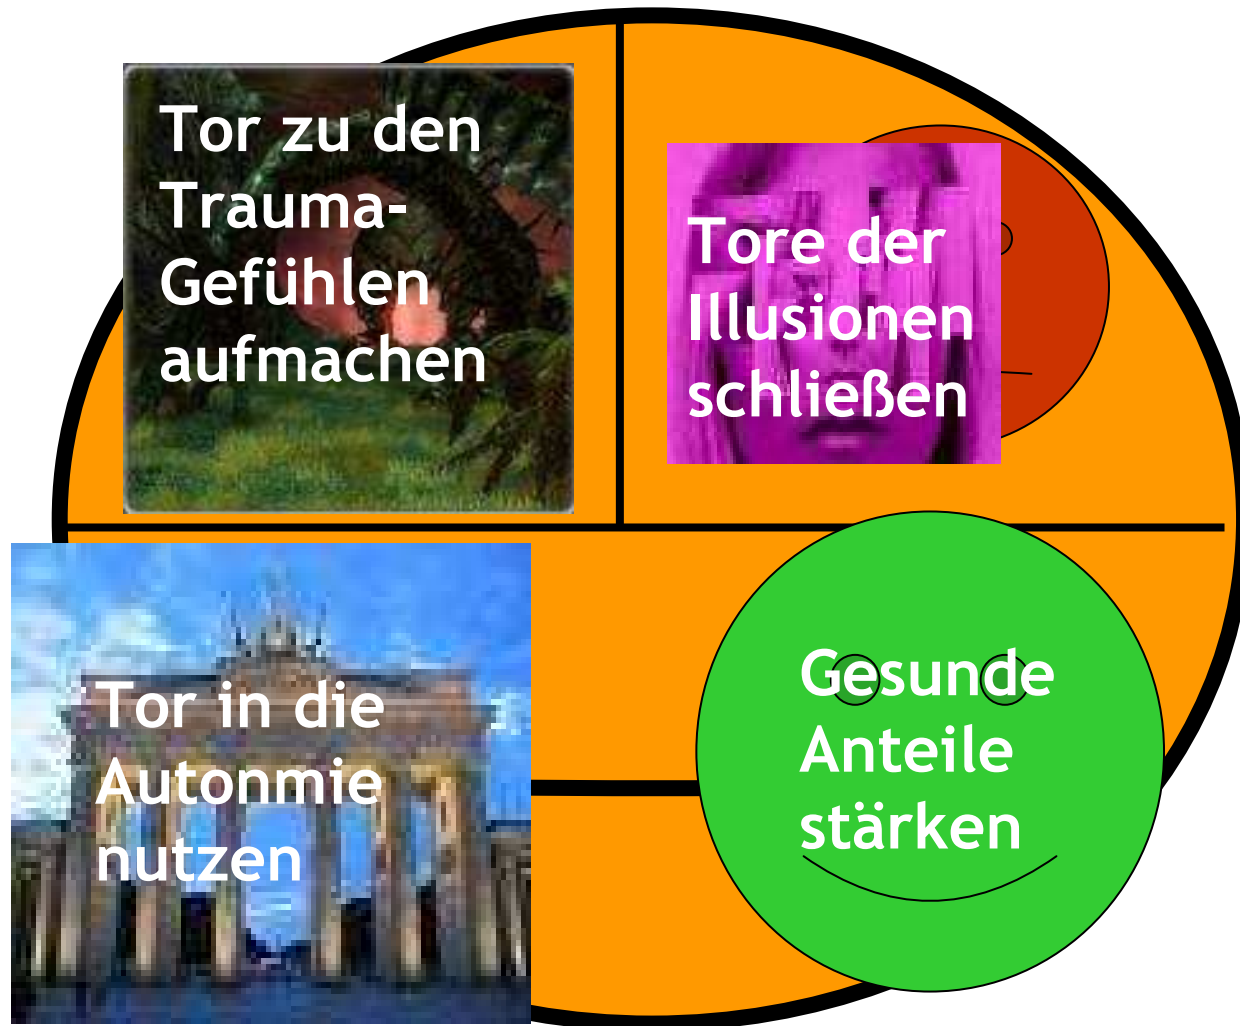 Tor zu den
Trauma-
Gefühlen
aufmachen
Tore der
Illusionen
schließen
Tor in die
Autonmie
nutzen
Gesunde
Anteile
stärken